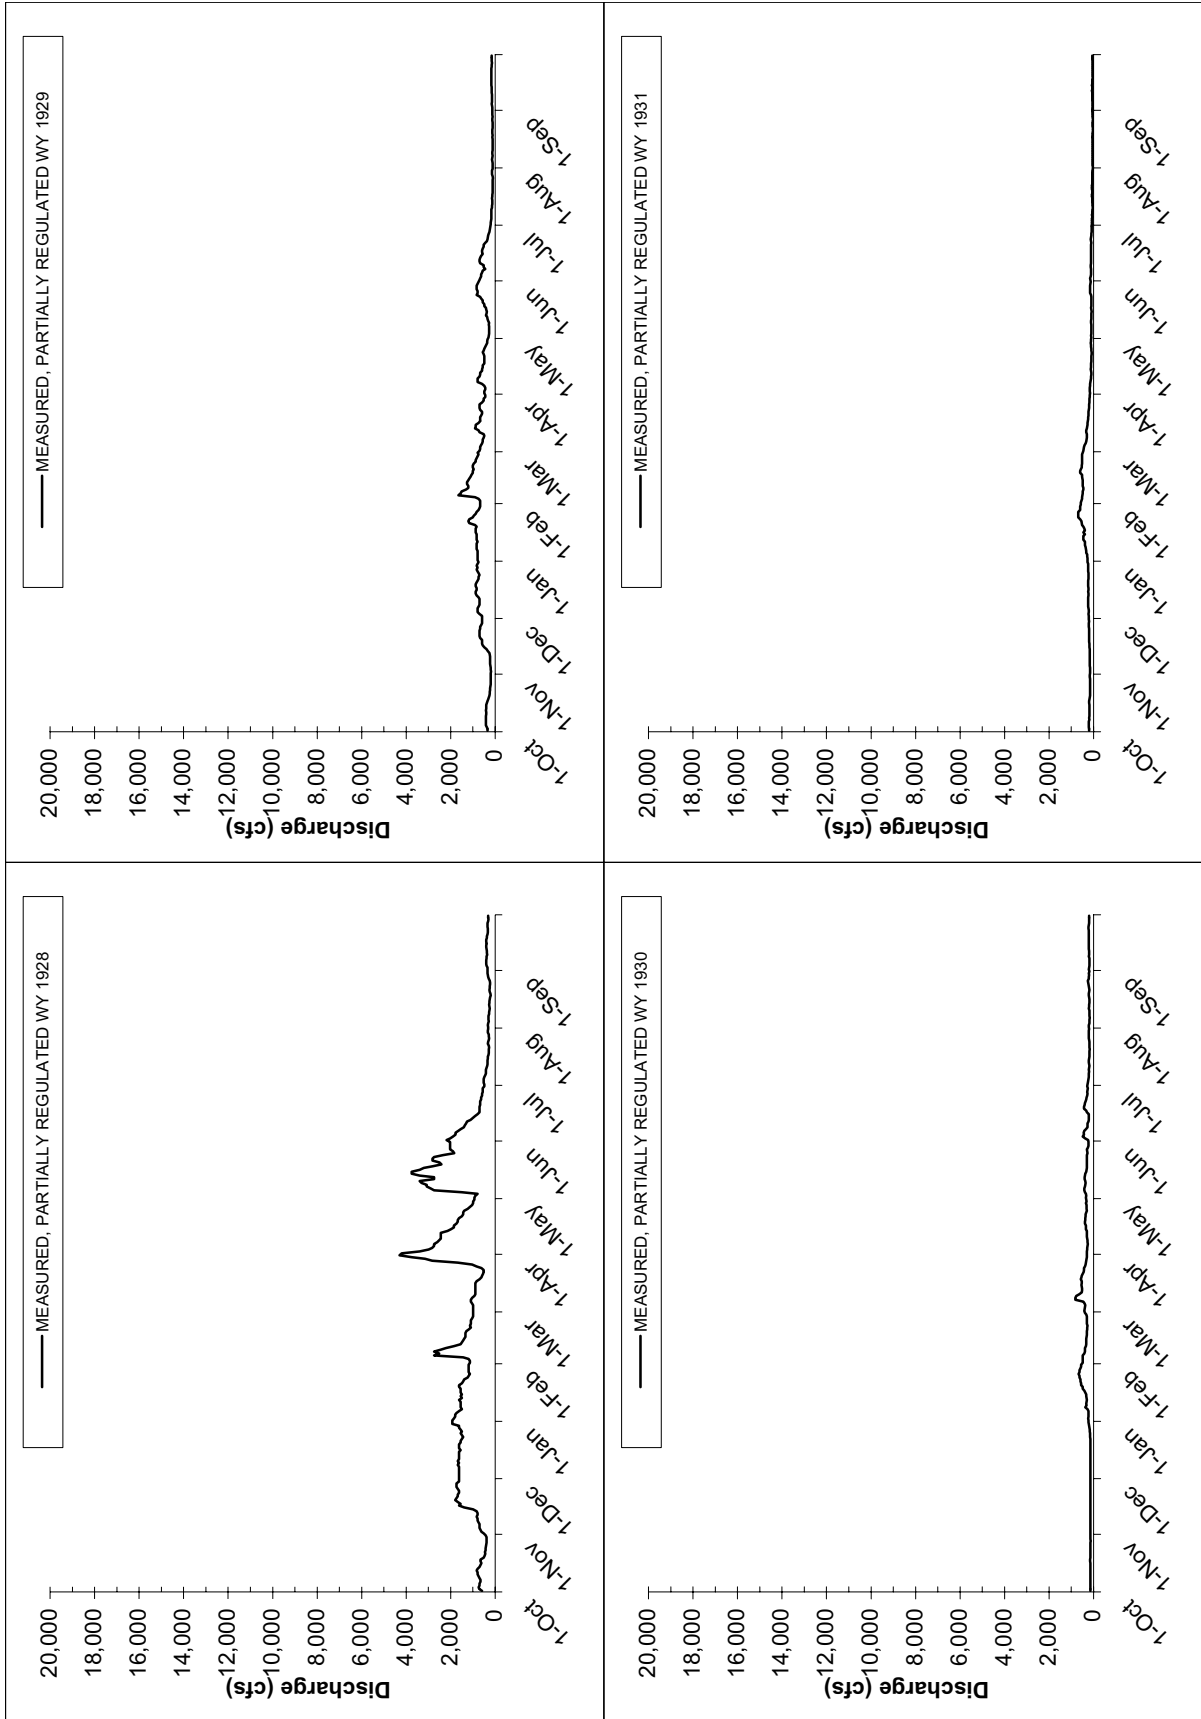 MEASURED, PARTIALLY REGULATED WY 1928
20,000
18,000
16,000
14,000
12,000
10,000
8,000
6,000
4,000
2,000
0
Discharge (cfs)
1-Oct
1-Nov
1-Dec
1-Jan
1-Feb
1-Mar
1-Apr
1-May
1-Jun
1-Jul
1-Aug
1-Sep
MEASURED, PARTIALLY REGULATED WY 1929
20,000
18,000
16,000
14,000
12,000
10,000
8,000
6,000
4,000
2,000
0
Discharge (cfs)
1-Oct
1-Nov
1-Dec
1-Jan
1-Feb
1-Mar
1-Apr
1-May
1-Jun
1-Jul
1-Aug
1-Sep
MEASURED, PARTIALLY REGULATED WY 1930
20,000
18,000
16,000
14,000
12,000
10,000
8,000
6,000
4,000
2,000
0
Discharge (cfs)
1-Oct
1-Nov
1-Dec
1-Jan
1-Feb
1-Mar
1-Apr
1-May
1-Jun
1-Jul
1-Aug
1-Sep
MEASURED, PARTIALLY REGULATED WY 1931
20,000
18,000
16,000
14,000
12,000
10,000
8,000
6,000
4,000
2,000
0
Discharge (cfs)
1-Oct
1-Nov
1-Dec
1-Jan
1-Feb
1-Mar
1-Apr
1-May
1-Jun
1-Jul
1-Aug
1-Sep